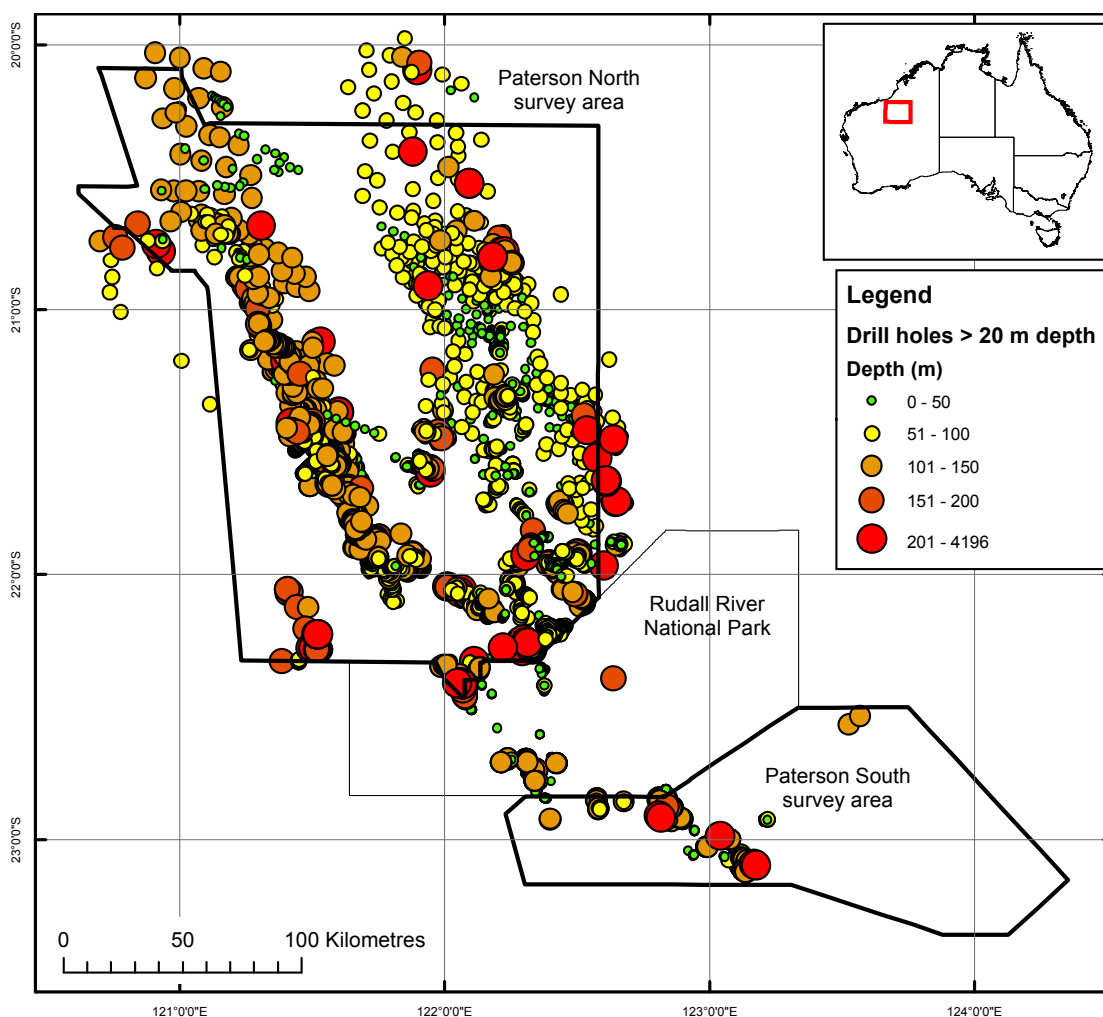 Paterson North
survey area
Legend
Drill holes > 20 m depth
Depth (m)
0 - 50
51 - 100
101 - 150
151 - 200
201 - 4196
Rudall River
National Park
Paterson South
survey area
0 50 100 Kilometres
20°0'0"S
21°0'0"S
22°0'0"S
23°0'0"S
121°0'0"E 122°0'0"E 123°0'0"E 124°0'0"E